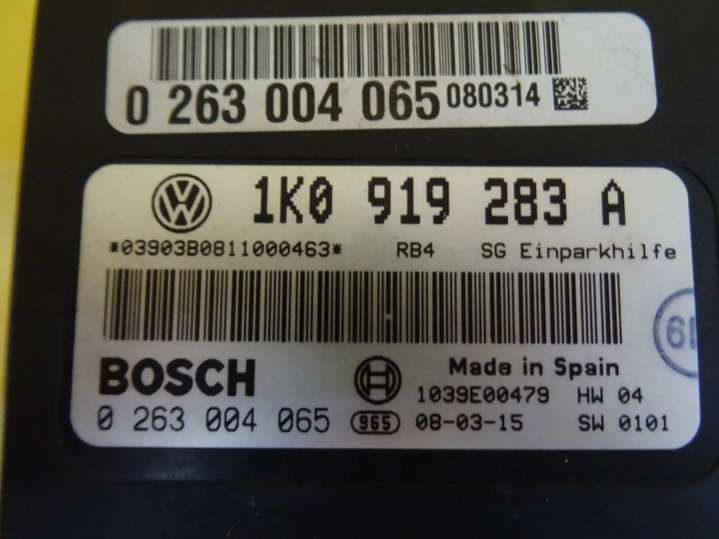 0 263 004 065 080314
VW 1K0 919 283 A
*03903B0811000463* RB4 SG Einparkhilfe
BOSCH Made in Spain
1039E00479 HW 04
0 263 004 065 965 08-03-15 SW 0101